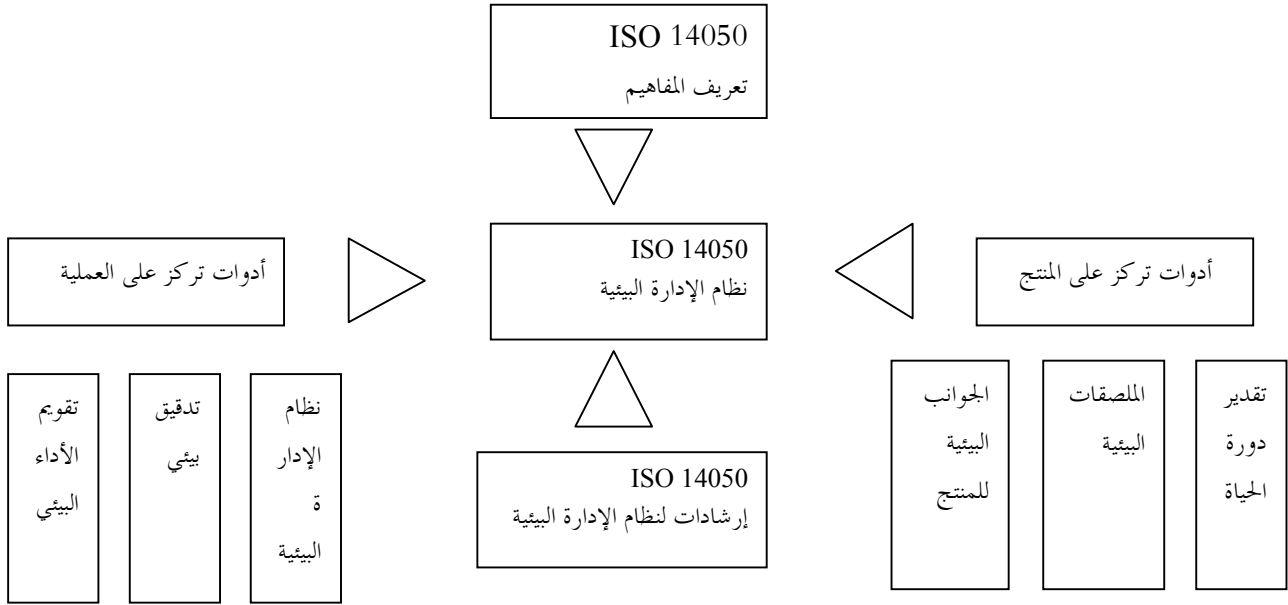 ISO 14050
تعريف المفاهيم
أدوات تركز على المنتج
ISO 14050
نظام الإدارة البيئية
أدوات تركز على العملية
تقدير
دورة
الحياة
الملصقات
البيئية
الجوانب
البيئية
للمنتج
ISO 14050
إرشادات لنظام الإدارة البيئية
نظام
الإدار
ة
البيئية
تدقيق
بيئي
تقويم
الأداء
البيئي